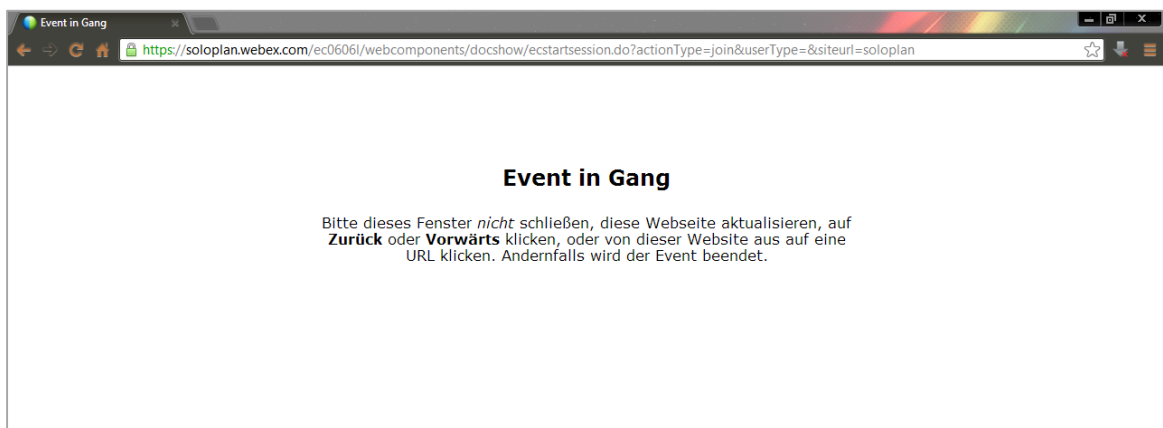 Event in Gang
https://soloplan.webex.com/ec0606l/webcomponents/docshow/ecstartsession.do?actionType=join&userType=&siteurl=soloplan
Event in Gang
Bitte dieses Fenster nicht schließen, diese Webseite aktualisieren, auf
Zurück oder Vorwärts klicken, oder von dieser Website aus auf eine
URL klicken. Andernfalls wird der Event beendet.